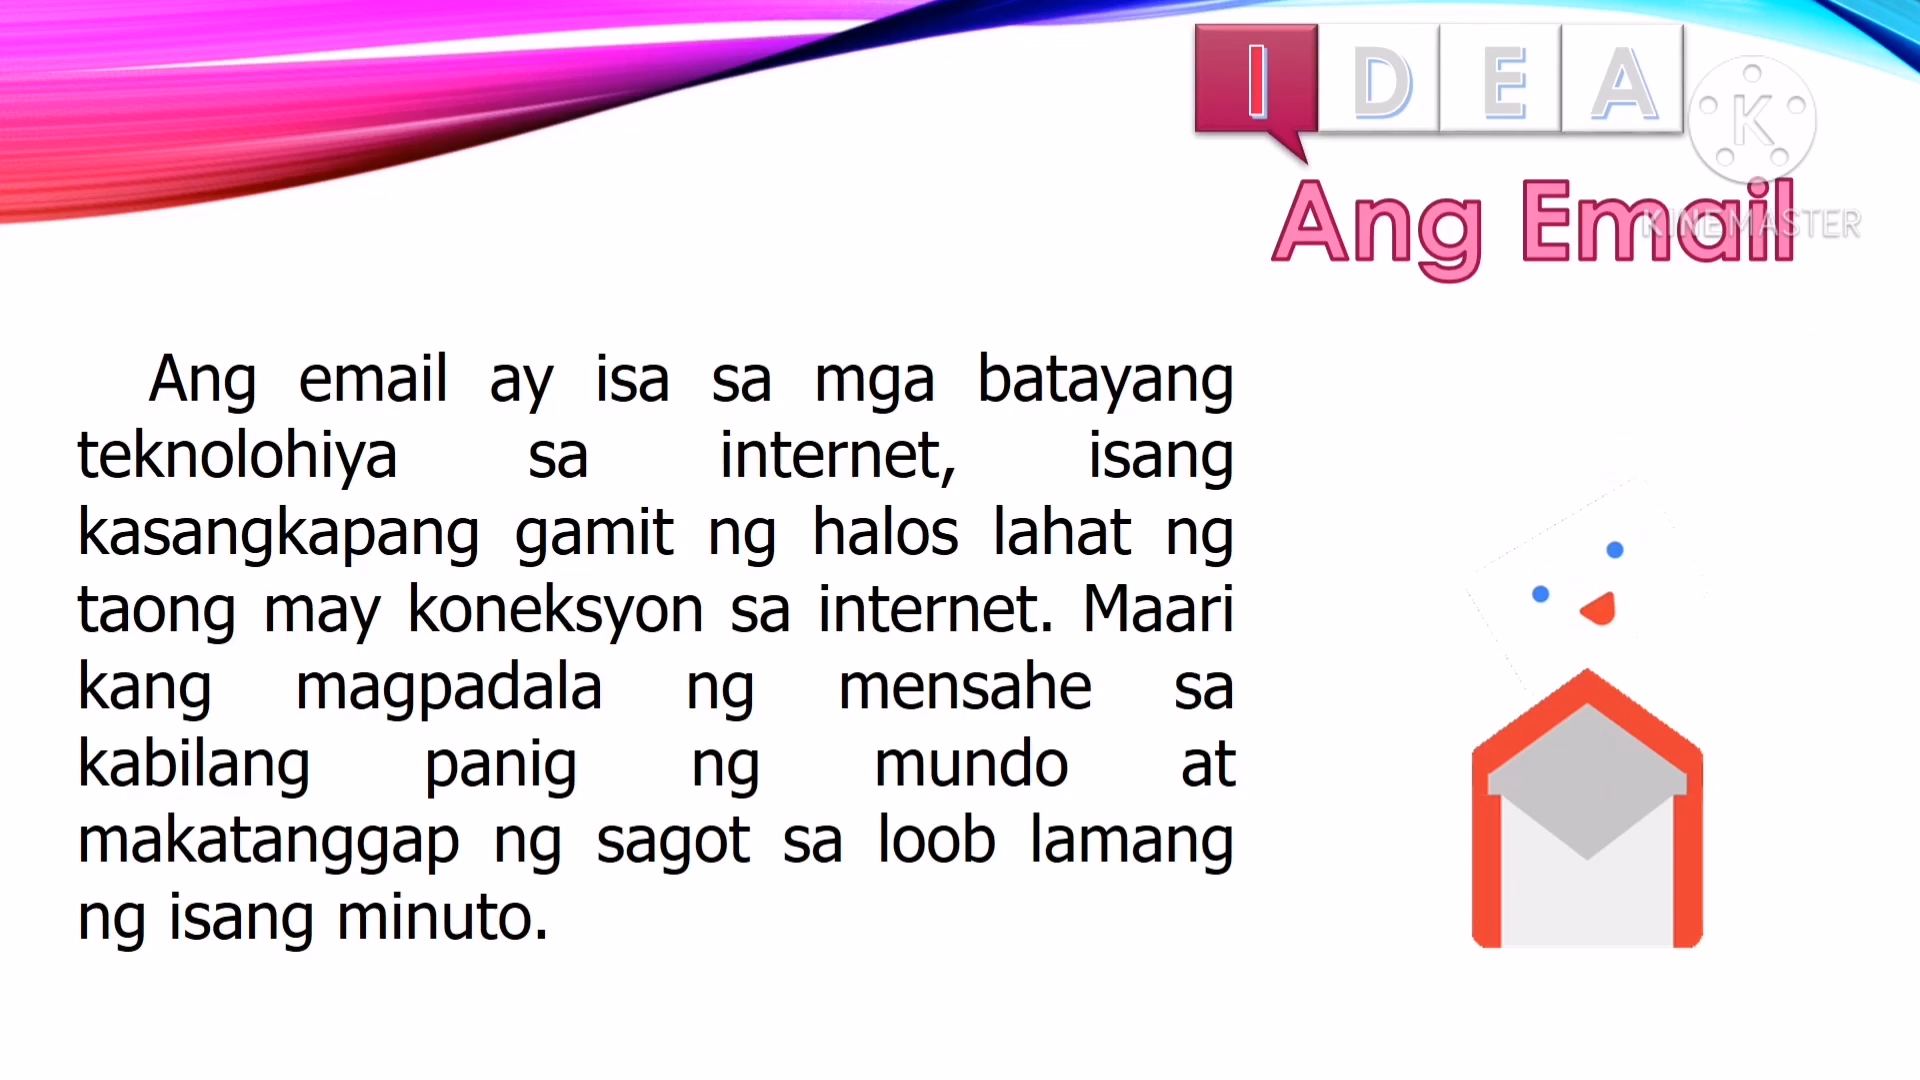 I D E A
K
KINEMASTER
Ang Email
Ang email ay isa sa mga batayang
teknolohiya sa internet, isang
kasangkapang gamit ng halos lahat ng
taong may koneksyon sa internet. Maari
kang magpadala ng mensahe sa
kabilang panig ng mundo at
makatanggap ng sagot sa loob lamang
ng isang minuto.